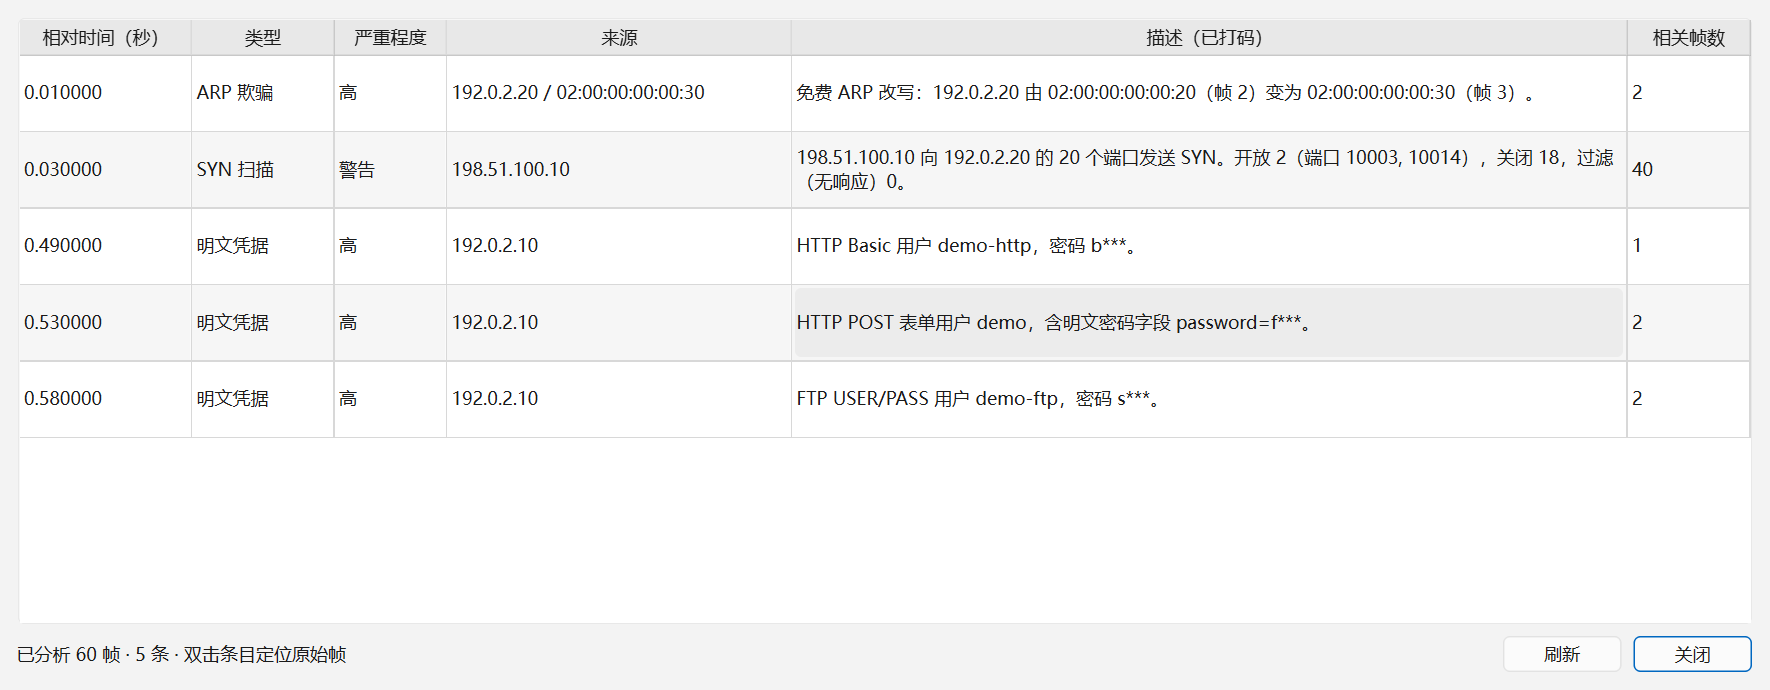 相对时间（秒） 类型 严重程度 来源 描述（已打码） 相关帧数
0.010000 ARP 欺骗 高 192.0.2.20 / 02:00:00:00:00:30 免费 ARP 改写：192.0.2.20 由 02:00:00:00:00:20（帧 2）变为 02:00:00:00:00:30（帧 3）。 2
0.030000 SYN 扫描 警告 198.51.100.10 198.51.100.10 向 192.0.2.20 的 20 个端口发送 SYN。开放 2（端口 10003, 10014），关闭 18，过滤
（无响应）0。 40
0.490000 明文凭据 高 192.0.2.10 HTTP Basic 用户 demo-http，密码 b***。 1
0.530000 明文凭据 高 192.0.2.10 HTTP POST 表单用户 demo，含明文密码字段 password=f***。 2
0.580000 明文凭据 高 192.0.2.10 FTP USER/PASS 用户 demo-ftp，密码 s***。 2
已分析 60 帧 · 5 条 · 双击条目定位原始帧 刷新 关闭